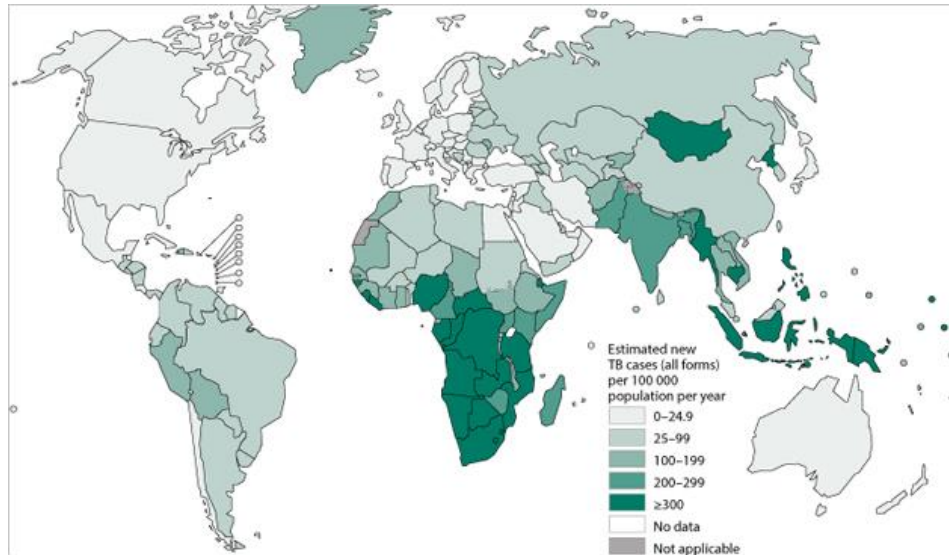 Estimated new
TB cases (all forms)
per 100 000
population per year
0–24.9
25–99
100–199
200–299
≥300
No data
Not applicable